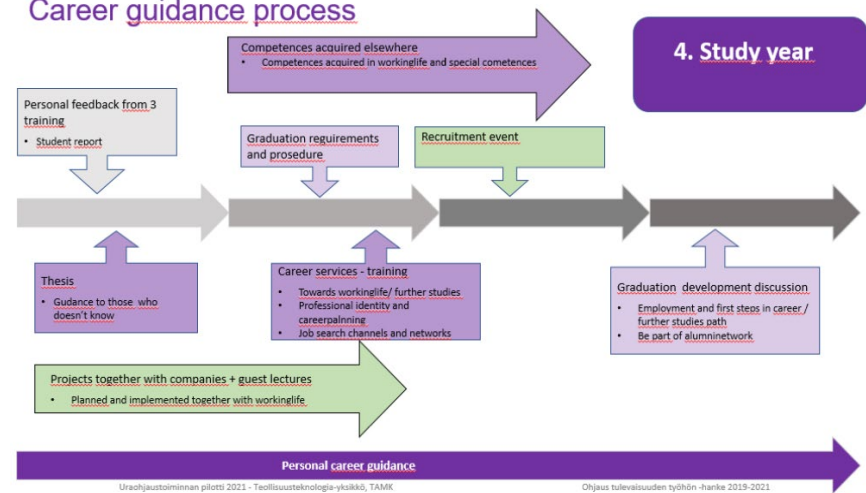 Career guidance process
Competences acquired elsewhere
• Competences acquired in workinglife and special cometences
4. Study year
Personal feedback from 3
training
• Student report
Graduation reguirements
and prosedure
Recruitment event
Thesis
• Gudance to those who
doesn't know
Career services - training
• Towards workinglife/ further studies
• Professional identity and
careerpalnning
• Job search channels and networks
Graduation development discussion
• Employment and first steps in career /
further studies path
• Be part of alumninetwork
Projects together with companies + guest lectures
• Planned and implemented together with workinglife
Personal career guidance
Uraohjaustoiminnan pilotti 2021 - Teollisuusteknologia-yksikkö, TAMK
Ohjaus tulevaisuuden työhön -hanke 2019-2021